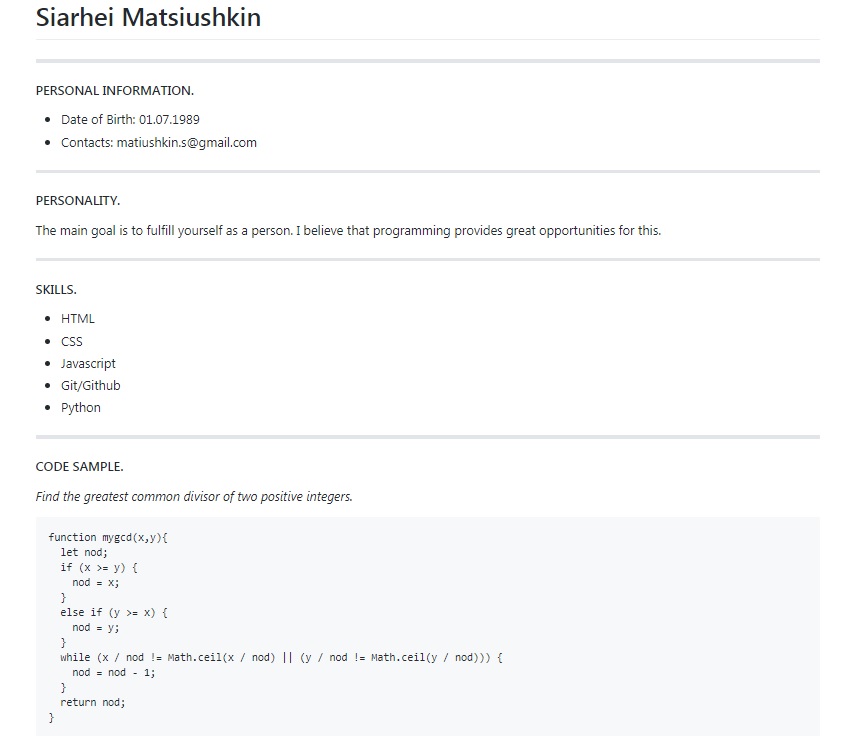 Siarhei Matsiushkin
PERSONAL INFORMATION.
• Date of Birth: 01.07.1989
• Contacts: matiushkin.s@gmail.com
PERSONALITY.
The main goal is to fulfill yourself as a person. I believe that programming provides great opportunities for this.
SKILLS.
• HTML
• CSS
• Javascript
• Git/Github
• Python
CODE SAMPLE.
Find the greatest common divisor of two positive integers.
function mygcd(x,y){
  let nod;
  if (x >= y) {
    nod = x;
  }
  else if (y >= x) {
    nod = y;
  }
  while (x / nod != Math.ceil(x / nod) || (y / nod != Math.ceil(y / nod))) {
    nod = nod - 1;
  }
  return nod;
}